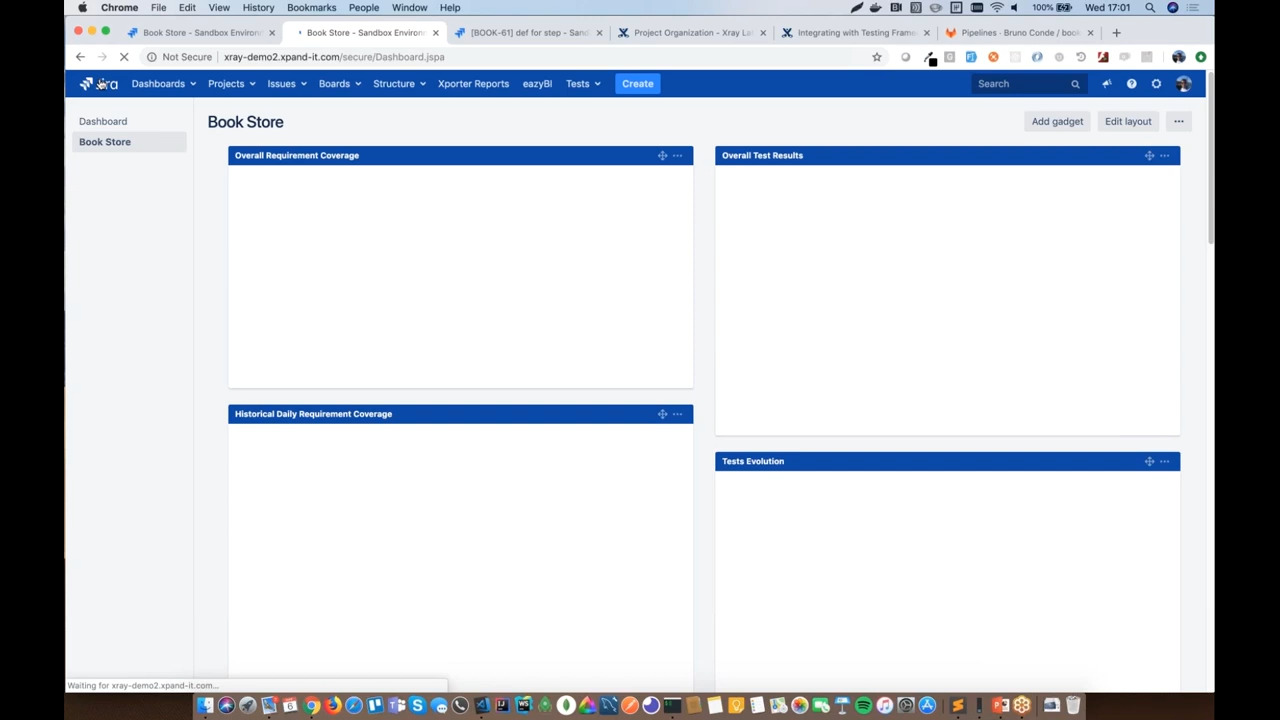 Chrome File Edit View History Bookmarks People Window Help 100% Wed 17:01
Book Store - Sandbox Environm Book Store - Sandbox Environm [BOOK-61] def for step - Sand Project Organization - Xray La Integrating with Testing Frame Pipelines - Bruno Conde / book
Not Secure xray-demo2.xpand-it.com/secure/Dashboard.jspa
Dashboards Projects Issues Boards Structure Xporter Reports eazyBI Tests Create Search
Dashboard
Book Store
Book Store
Add gadget Edit layout
Overall Requirement Coverage
Overall Test Results
Historical Daily Requirement Coverage
Tests Evolution
Waiting for xray-demo2.xpand-it.com...